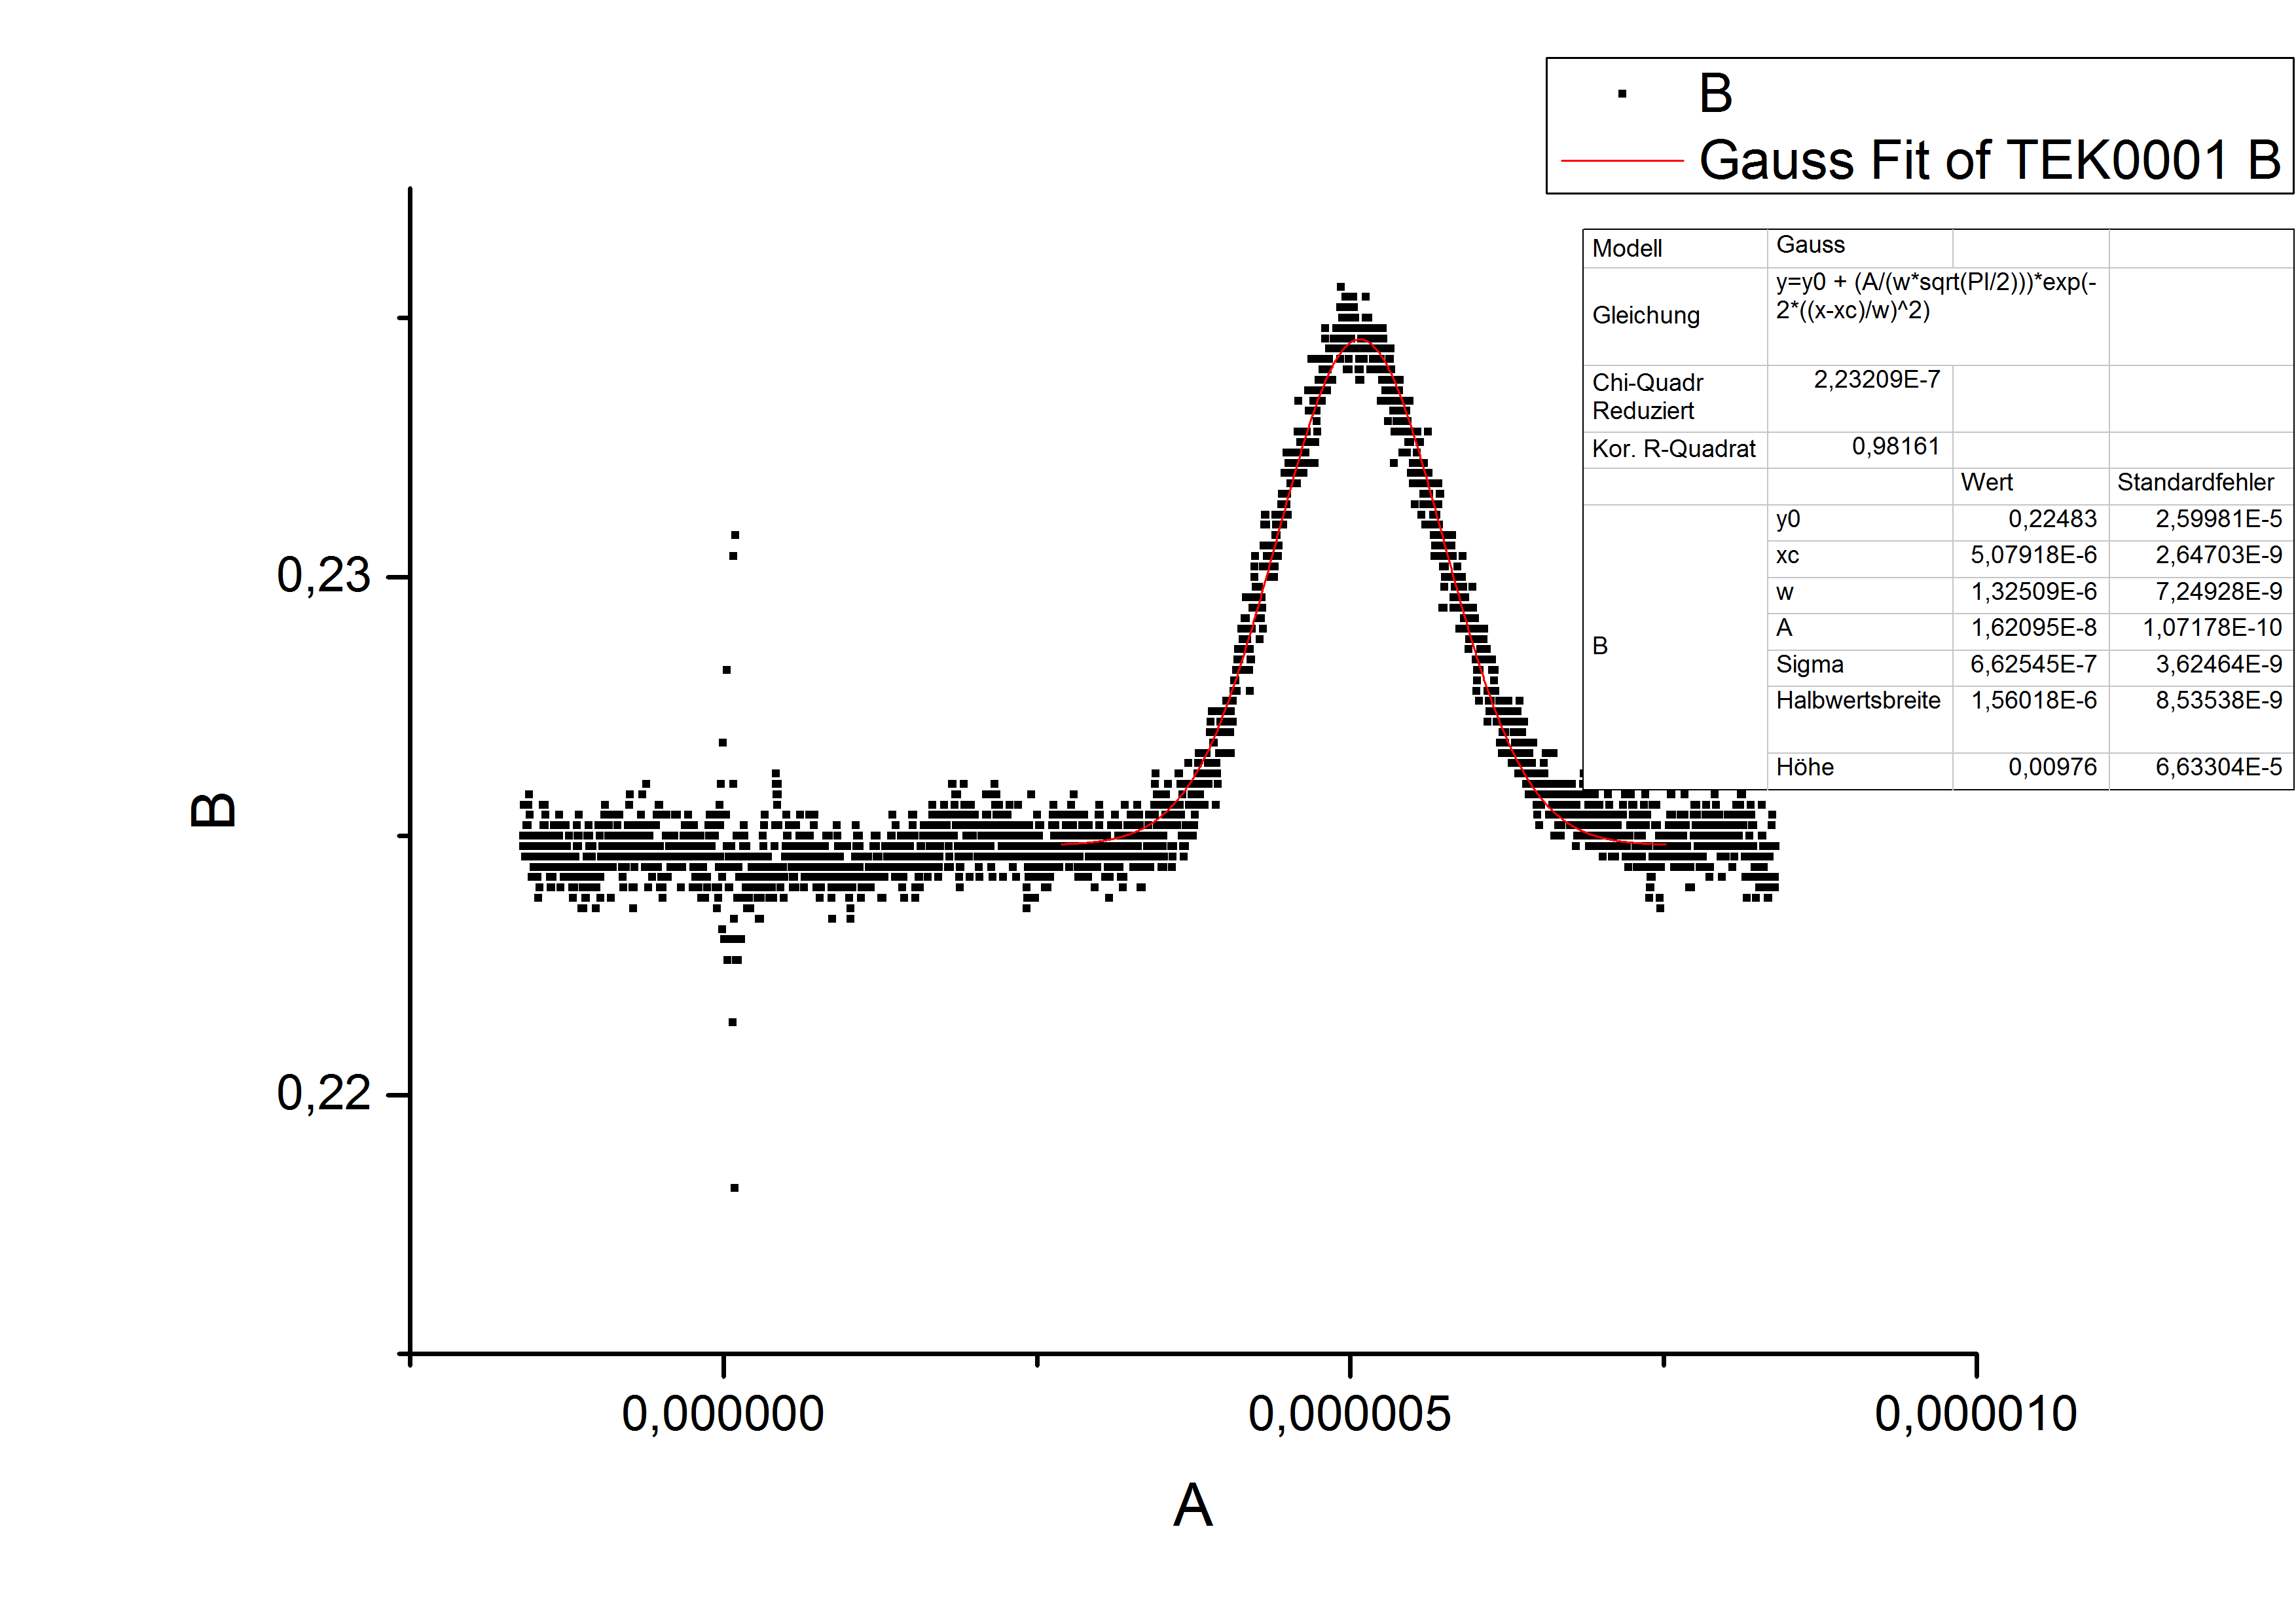 B
Gauss Fit of TEK0001 B
Modell Gauss
Gleichung y=y0 + (A/(w*sqrt(PI/2)))*exp(-
2*((x-xc)/w)^2)
Chi-Quadr
Reduziert 2,23209E-7
Kor. R-Quadrat 0,98161
Wert Standardfehler
B
y0 0,22483 2,59981E-5
xc 5,07918E-6 2,64703E-9
w 1,32509E-6 7,24928E-9
A 1,62095E-8 1,07178E-10
Sigma 6,62545E-7 3,62464E-9
Halbwertsbreite 1,56018E-6 8,53538E-9
Höhe 0,00976 6,63304E-5
0,23
0,22
B
0,000000 0,000005 0,000010
A